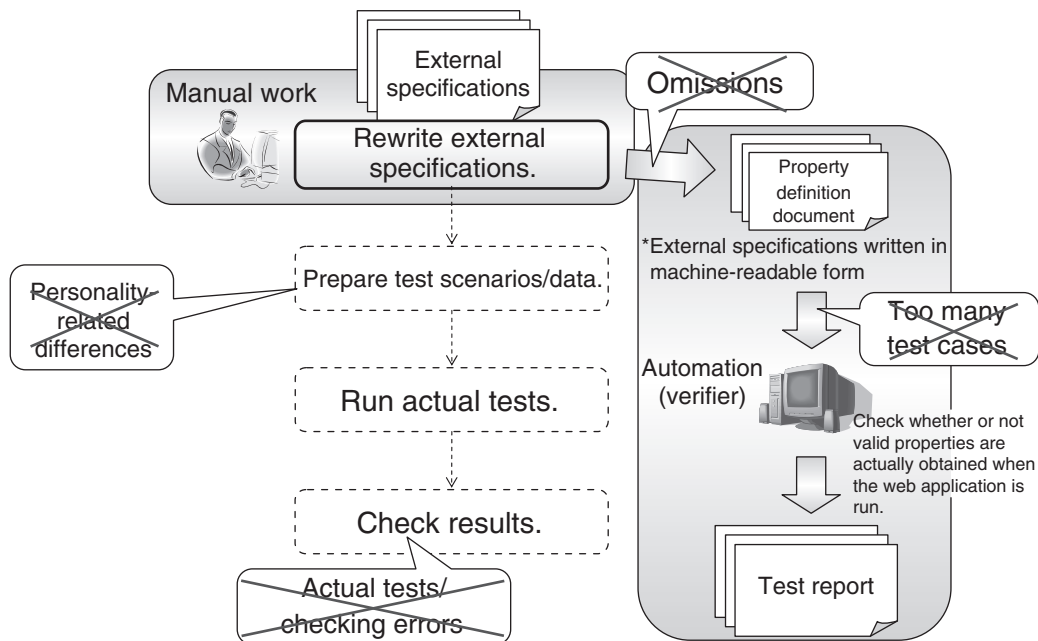 External
specifications
Manual work
Rewrite external
specifications.
Omissions
Property
definition
document
*External specifications written in
machine-readable form
Prepare test scenarios/data.
Personality-
related
differences
Too many
test cases
Automation
(verifier)
Run actual tests.
Check whether or not
valid properties are
actually obtained when
the web application is
run.
Check results.
Actual tests/
checking errors
Test report